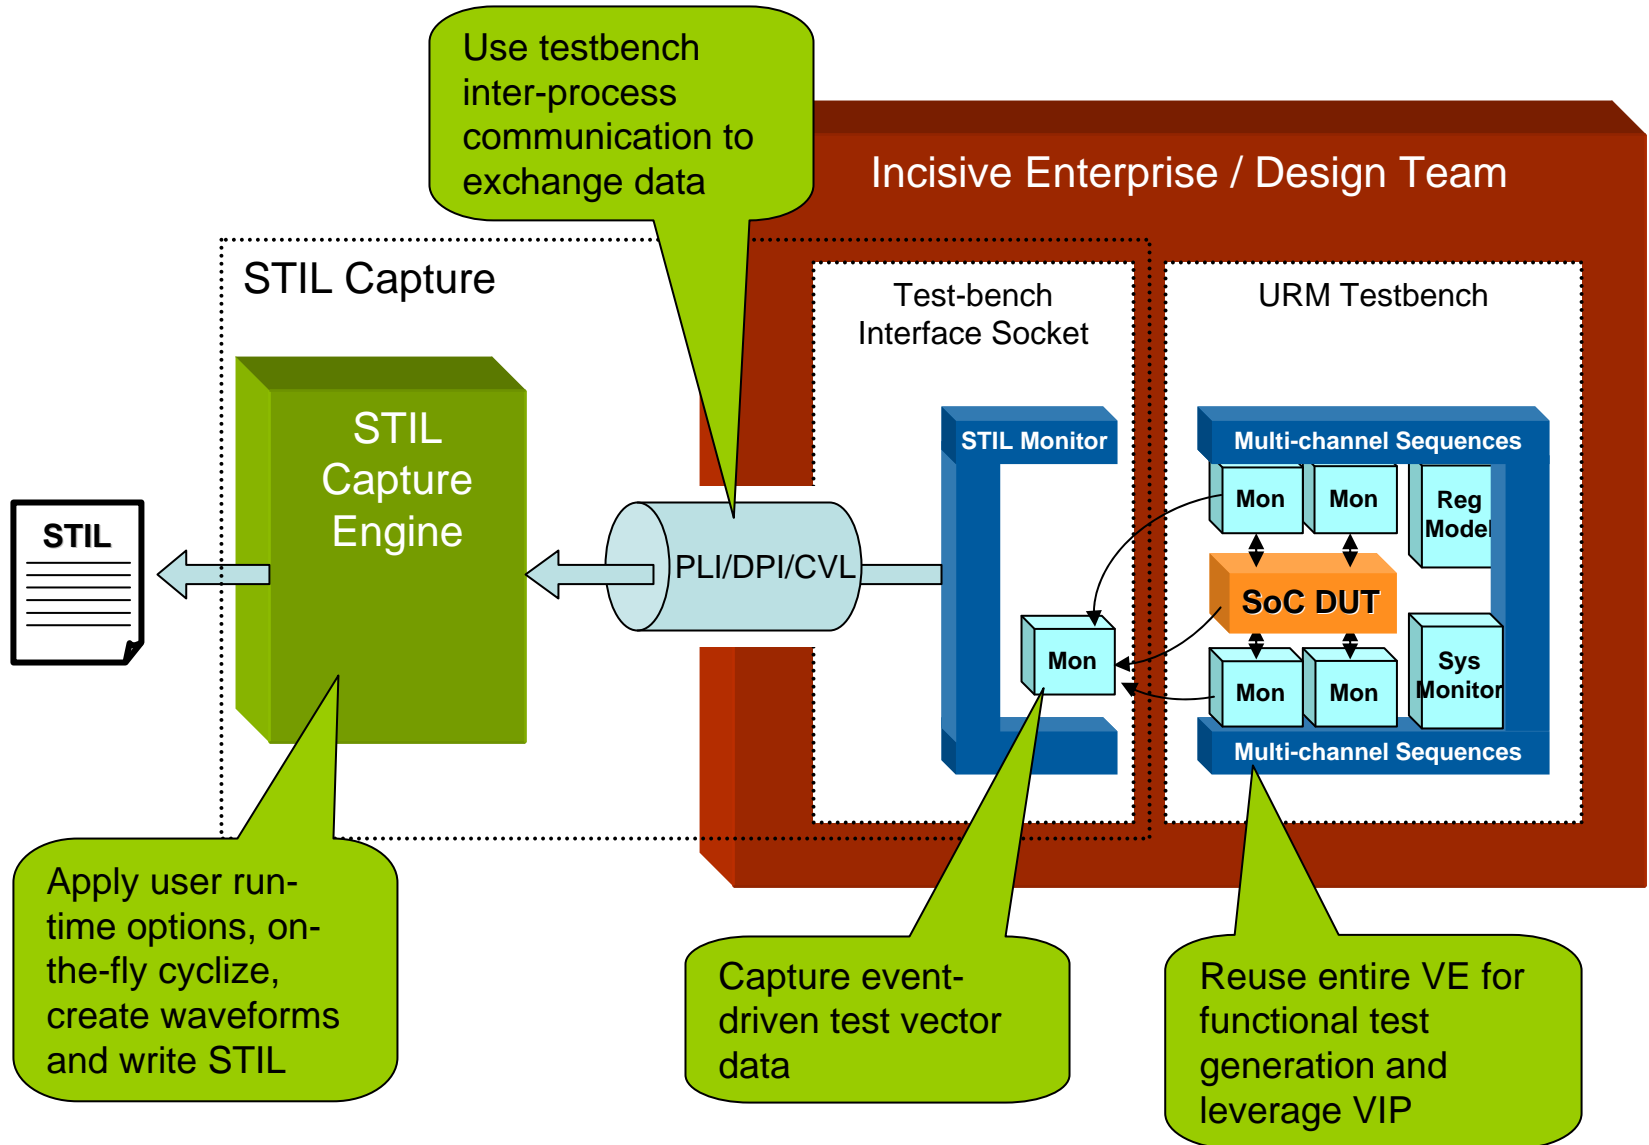 Use testbench
inter-process
communication to
exchange data
Incisive Enterprise / Design Team
STIL Capture
Test-bench
Interface Socket
URM Testbench
STIL
Capture
Engine
STIL Monitor
Multi-channel Sequences
Mon
Mon
Reg
Model
STIL
PLI/DPI/CVL
SoC DUT
Mon
Mon
Mon
Sys
Monitor
Multi-channel Sequences
Apply user run-
time options, on-
the-fly cyclize,
create waveforms
and write STIL
Capture event-
driven test vector
data
Reuse entire VE for
functional test
generation and
leverage VIP